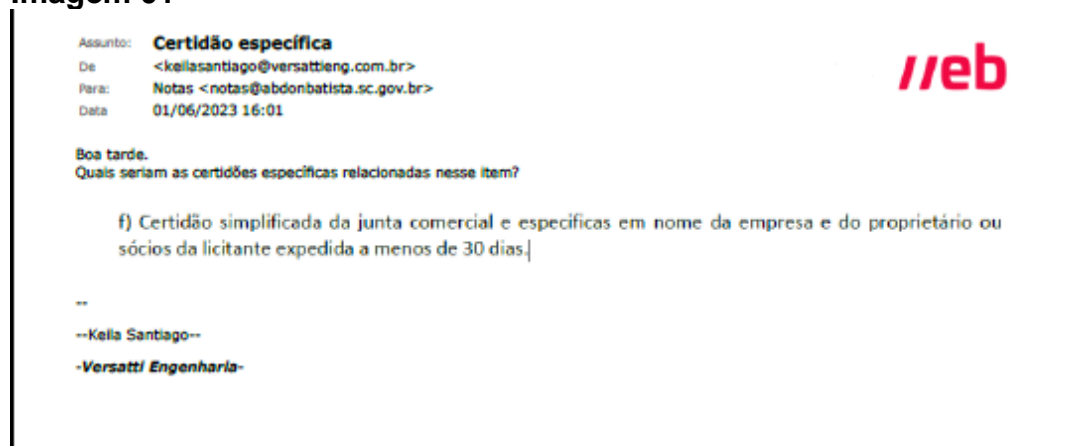 Imagem 01
Assunto: Certidão específica
De <keilasantiago@versattieng.com.br>
Para: Notas <notas@abdonbatista.sc.gov.br>
Data 01/06/2023 16:01
//eb
Boa tarde.
Quais seriam as certidões específicas relacionadas nesse item?
f) Certidão simplificada da junta comercial e especificas em nome da empresa e do proprietário ou
sócios da licitante expedida a menos de 30 dias.
--
--Keila Santiago--
-Versatti Engenharia-